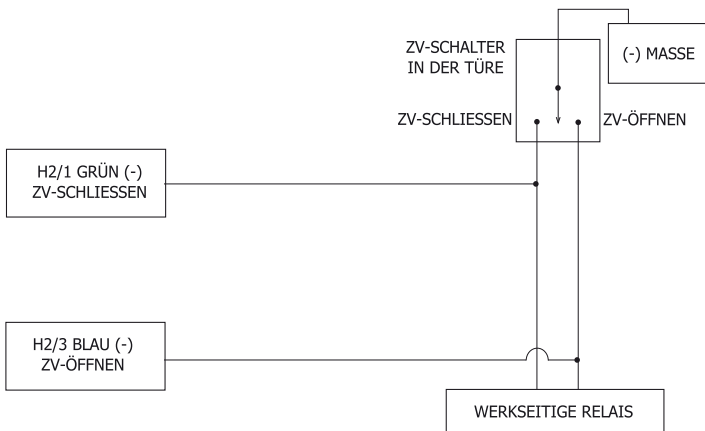 ZV-SCHALTER
IN DER TÜRE
(-) MASSE
ZV-SCHLIESSEN
ZV-ÖFFNEN
H2/1 GRÜN (-)
ZV-SCHLIESSEN
H2/3 BLAU (-)
ZV-ÖFFNEN
WERKSEITIGE RELAIS